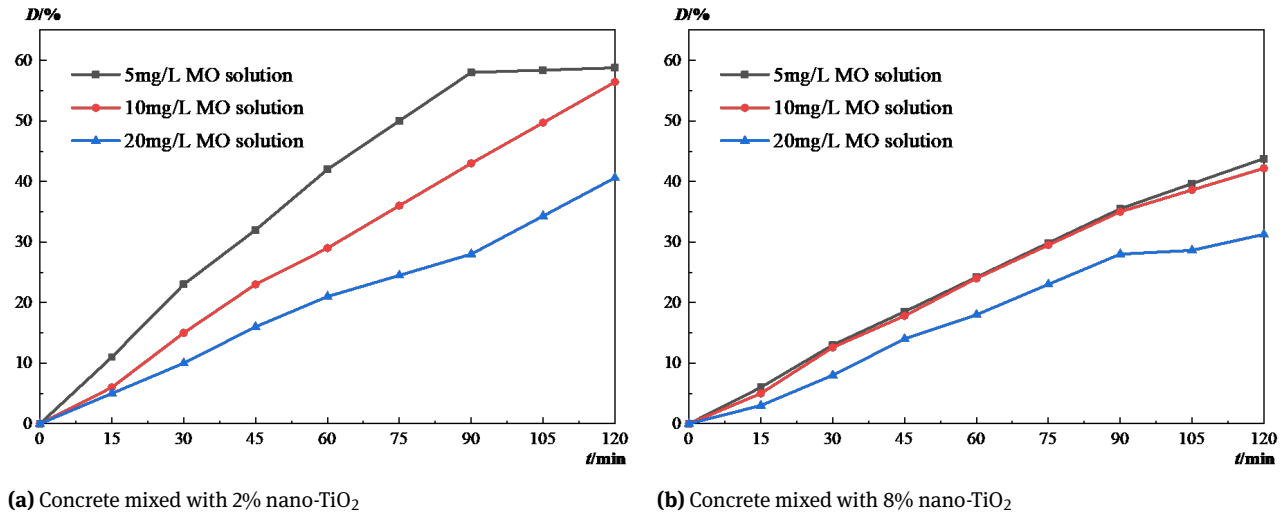 D/%
60
50
40
30
20
10
0
5mg/L MO solution
10mg/L MO solution
20mg/L MO solution
0 15 30 45 60 75 90 105 120
t/min
(a) Concrete mixed with 2% nano-TiO₂
D/%
60
50
40
30
20
10
0
5mg/L MO solution
10mg/L MO solution
20mg/L MO solution
0 15 30 45 60 75 90 105 120
t/min
(b) Concrete mixed with 8% nano-TiO₂